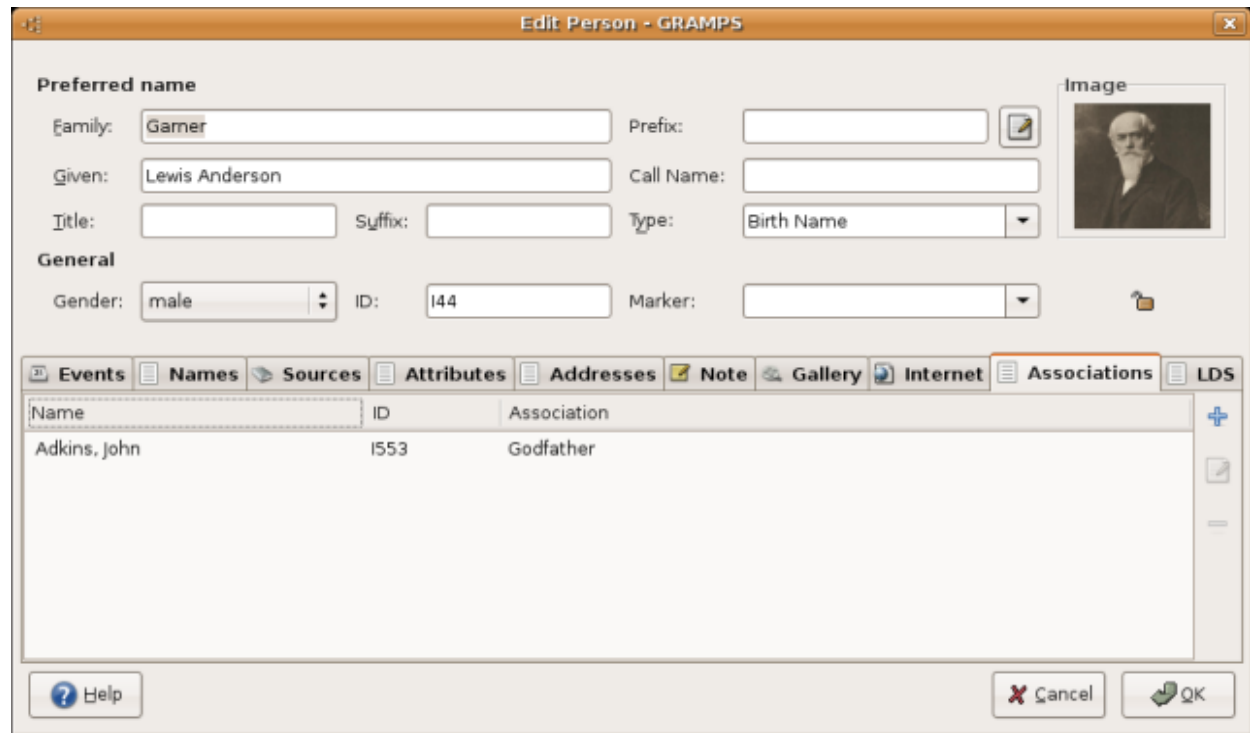 Edit Person - GRAMPS
Preferred name
Image
Family: Garner Prefix:
Given: Lewis Anderson Call Name:
Title: Suffix: Type: Birth Name
General
Gender: male ID: I44 Marker:
Events Names Sources Attributes Addresses Note Gallery Internet Associations LDS
Name ID Association
Adkins, John I553 Godfather
Help Cancel OK